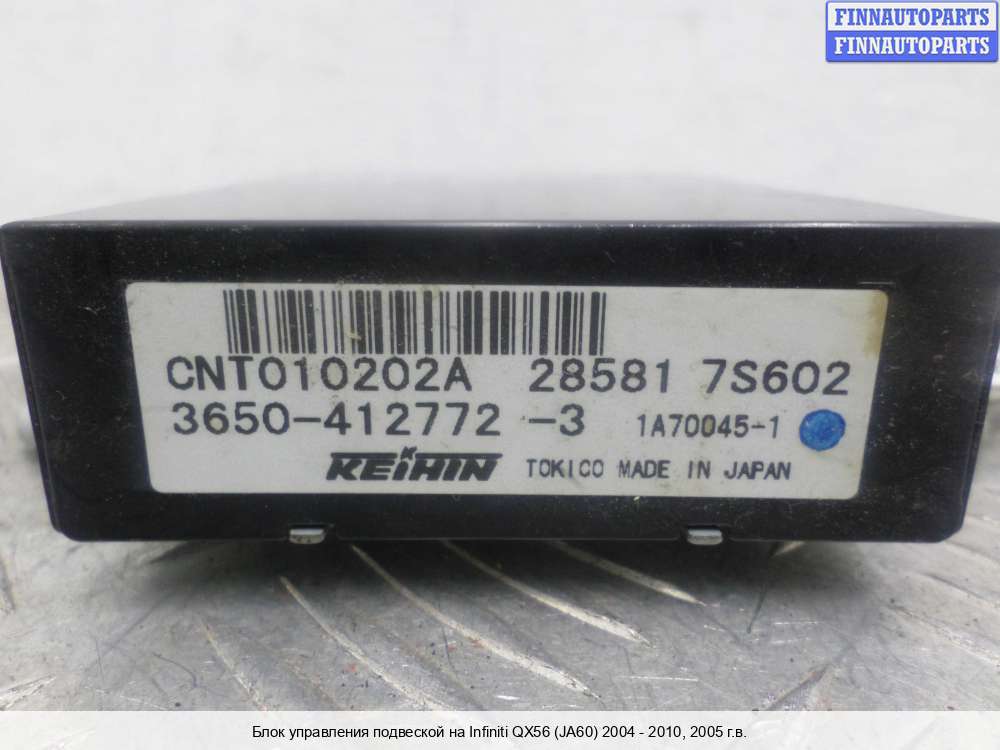 FINNAUTOPARTS
FINNAUTOPARTS
CNT010202A 28581 7S602
3650-412772 -3 1A70045-1
KEIHIN TOKICO MADE IN JAPAN
Блок управления подвеской на Infiniti QX56 (JA60) 2004 - 2010, 2005 г.в.